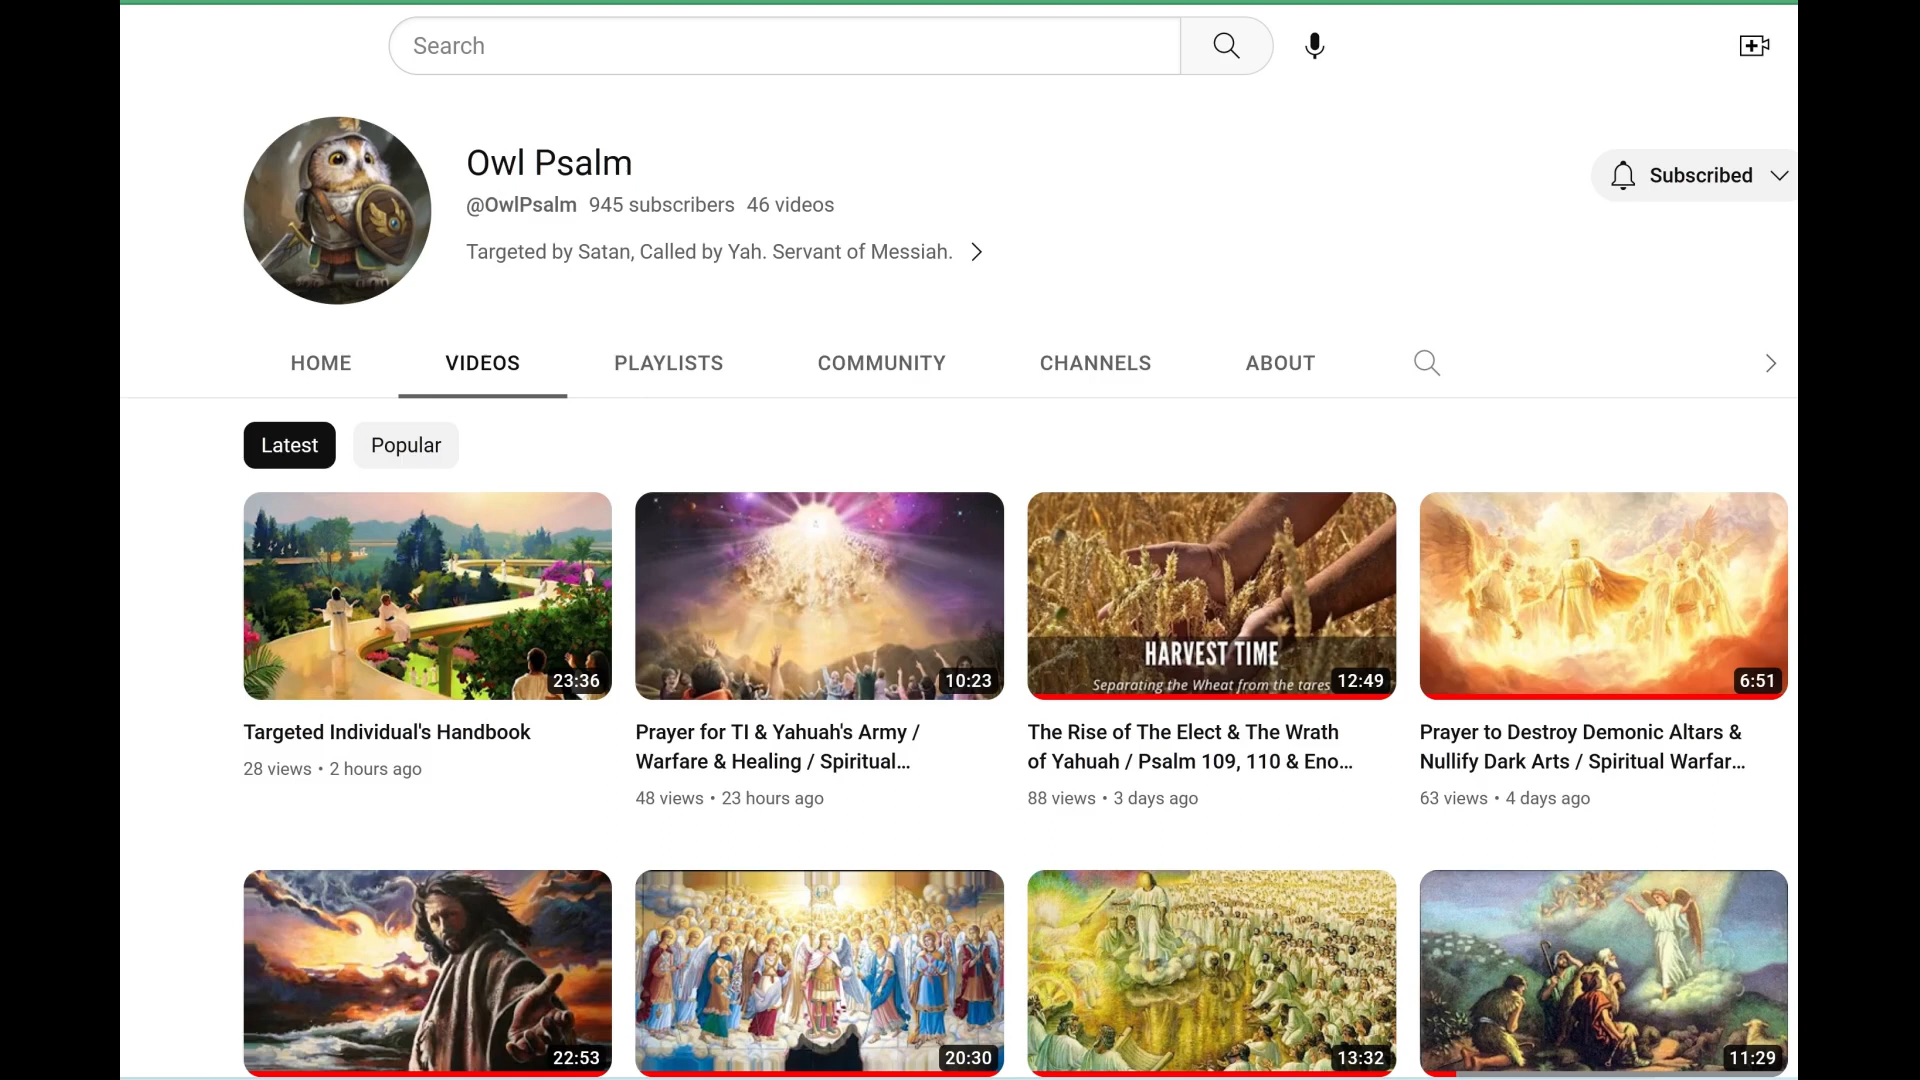 Search
Owl Psalm
@OwlPsalm 945 subscribers 46 videos
Targeted by Satan, Called by Yah. Servant of Messiah.
Subscribed
HOME VIDEOS PLAYLISTS COMMUNITY CHANNELS ABOUT
Latest Popular
23:36
10:23
HARVEST TIME
Separating the Wheat from the tares
12:49
6:51
Targeted Individual's Handbook
28 views • 2 hours ago
Prayer for TI & Yahuah's Army /
Warfare & Healing / Spiritual...
48 views • 23 hours ago
The Rise of The Elect & The Wrath
of Yahuah / Psalm 109, 110 & Eno...
88 views • 3 days ago
Prayer to Destroy Demonic Altars &
Nullify Dark Arts / Spiritual Warfar...
63 views • 4 days ago
22:53
20:30
13:32
11:29